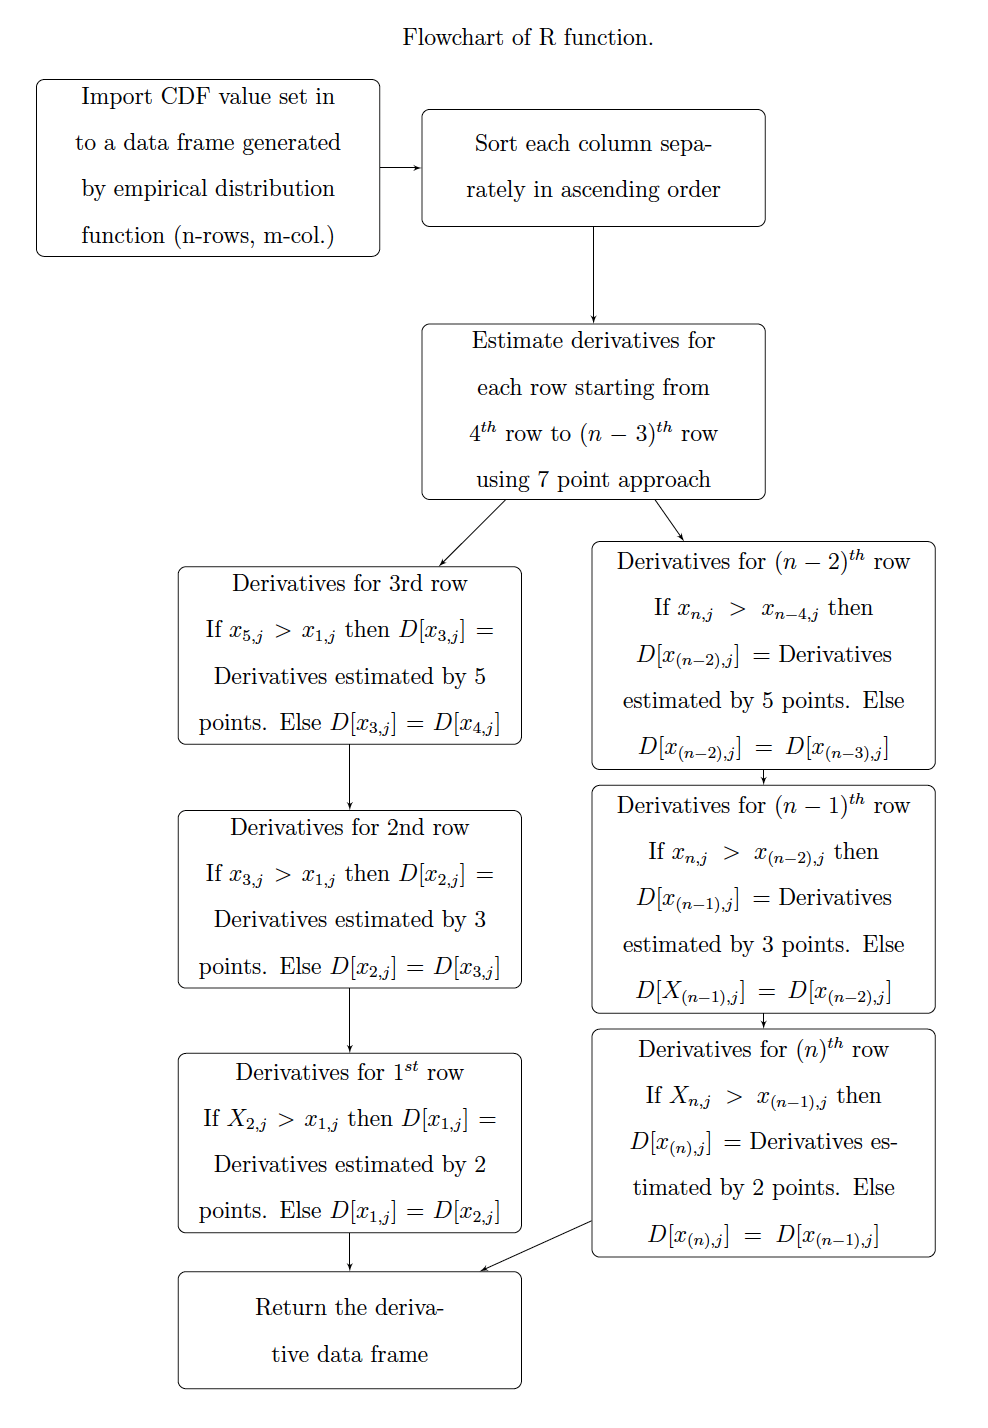 Flowchart of R function.
Import CDF value set in
to a data frame generated
by empirical distribution
function (n-rows, m-col.)
Sort each column sepa-
rately in ascending order
Estimate derivatives for
each row starting from
4^{th} row to (n − 3)^{th} row
using 7 point approach
Derivatives for 3rd row
If x_{5,j} > x_{1,j} then D[x_{3,j}] =
Derivatives estimated by 5
points. Else D[x_{3,j}] = D[x_{4,j}]
Derivatives for 2nd row
If x_{3,j} > x_{1,j} then D[x_{2,j}] =
Derivatives estimated by 3
points. Else D[x_{2,j}] = D[x_{3,j}]
Derivatives for 1^{st} row
If X_{2,j} > x_{1,j} then D[x_{1,j}] =
Derivatives estimated by 2
points. Else D[x_{1,j}] = D[x_{2,j}]
Derivatives for (n − 2)^{th} row
If x_{n,j} > x_{n−4,j} then
D[x_{(n−2),j}] = Derivatives
estimated by 5 points. Else
D[x_{(n−2),j}] = D[x_{(n−3),j}]
Derivatives for (n − 1)^{th} row
If x_{n,j} > x_{(n−2),j} then
D[x_{(n−1),j}] = Derivatives
estimated by 3 points. Else
D[X_{(n−1),j}] = D[x_{(n−2),j}]
Derivatives for (n)^{th} row
If X_{n,j} > x_{(n−1),j} then
D[x_{(n),j}] = Derivatives es-
timated by 2 points. Else
D[x_{(n),j}] = D[x_{(n−1),j}]
Return the deriva-
tive data frame